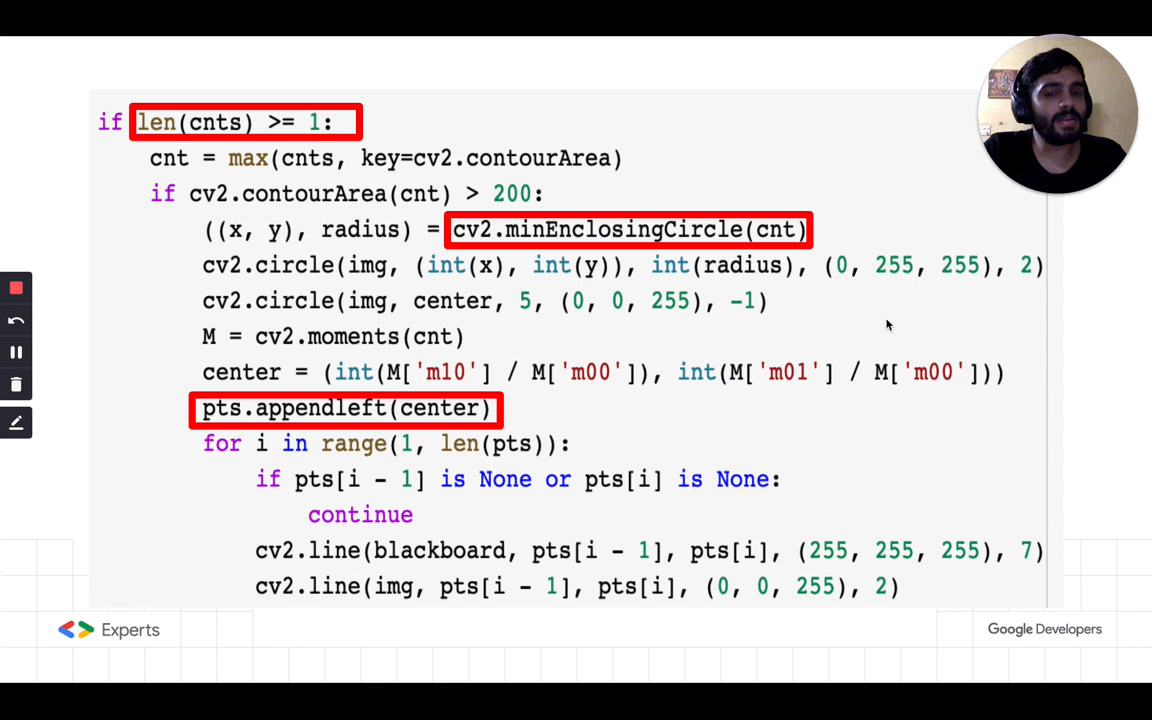 if len(cnts) >= 1:
cnt = max(cnts, key=cv2.contourArea)
if cv2.contourArea(cnt) > 200:
((x, y), radius) = cv2.minEnclosingCircle(cnt)
cv2.circle(img, (int(x), int(y)), int(radius), (0, 255, 255), 2)
cv2.circle(img, center, 5, (0, 0, 255), -1)
M = cv2.moments(cnt)
center = (int(M['m10'] / M['m00']), int(M['m01'] / M['m00']))
pts.appendleft(center)
for i in range(1, len(pts)):
if pts[i - 1] is None or pts[i] is None:
continue
cv2.line(blackboard, pts[i - 1], pts[i], (255, 255, 255), 7)
cv2.line(img, pts[i - 1], pts[i], (0, 0, 255), 2)
Experts
Google Developers